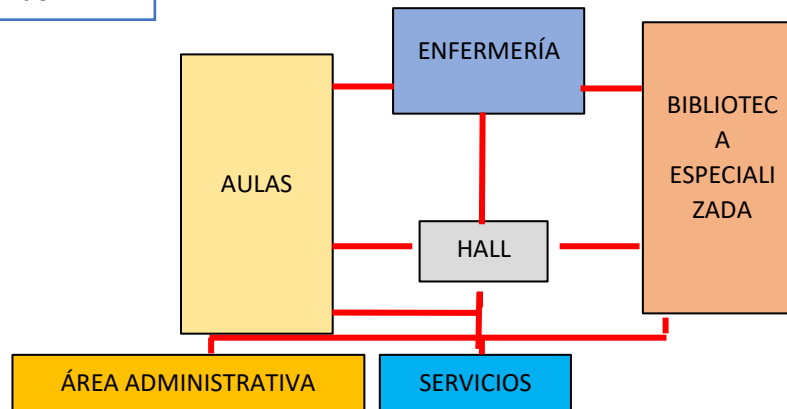 ENFERMERÍA
BIBLIOTEC
A
ESPECIALI
ZADA
AULAS
HALL
ÁREA ADMINISTRATIVA
SERVICIOS